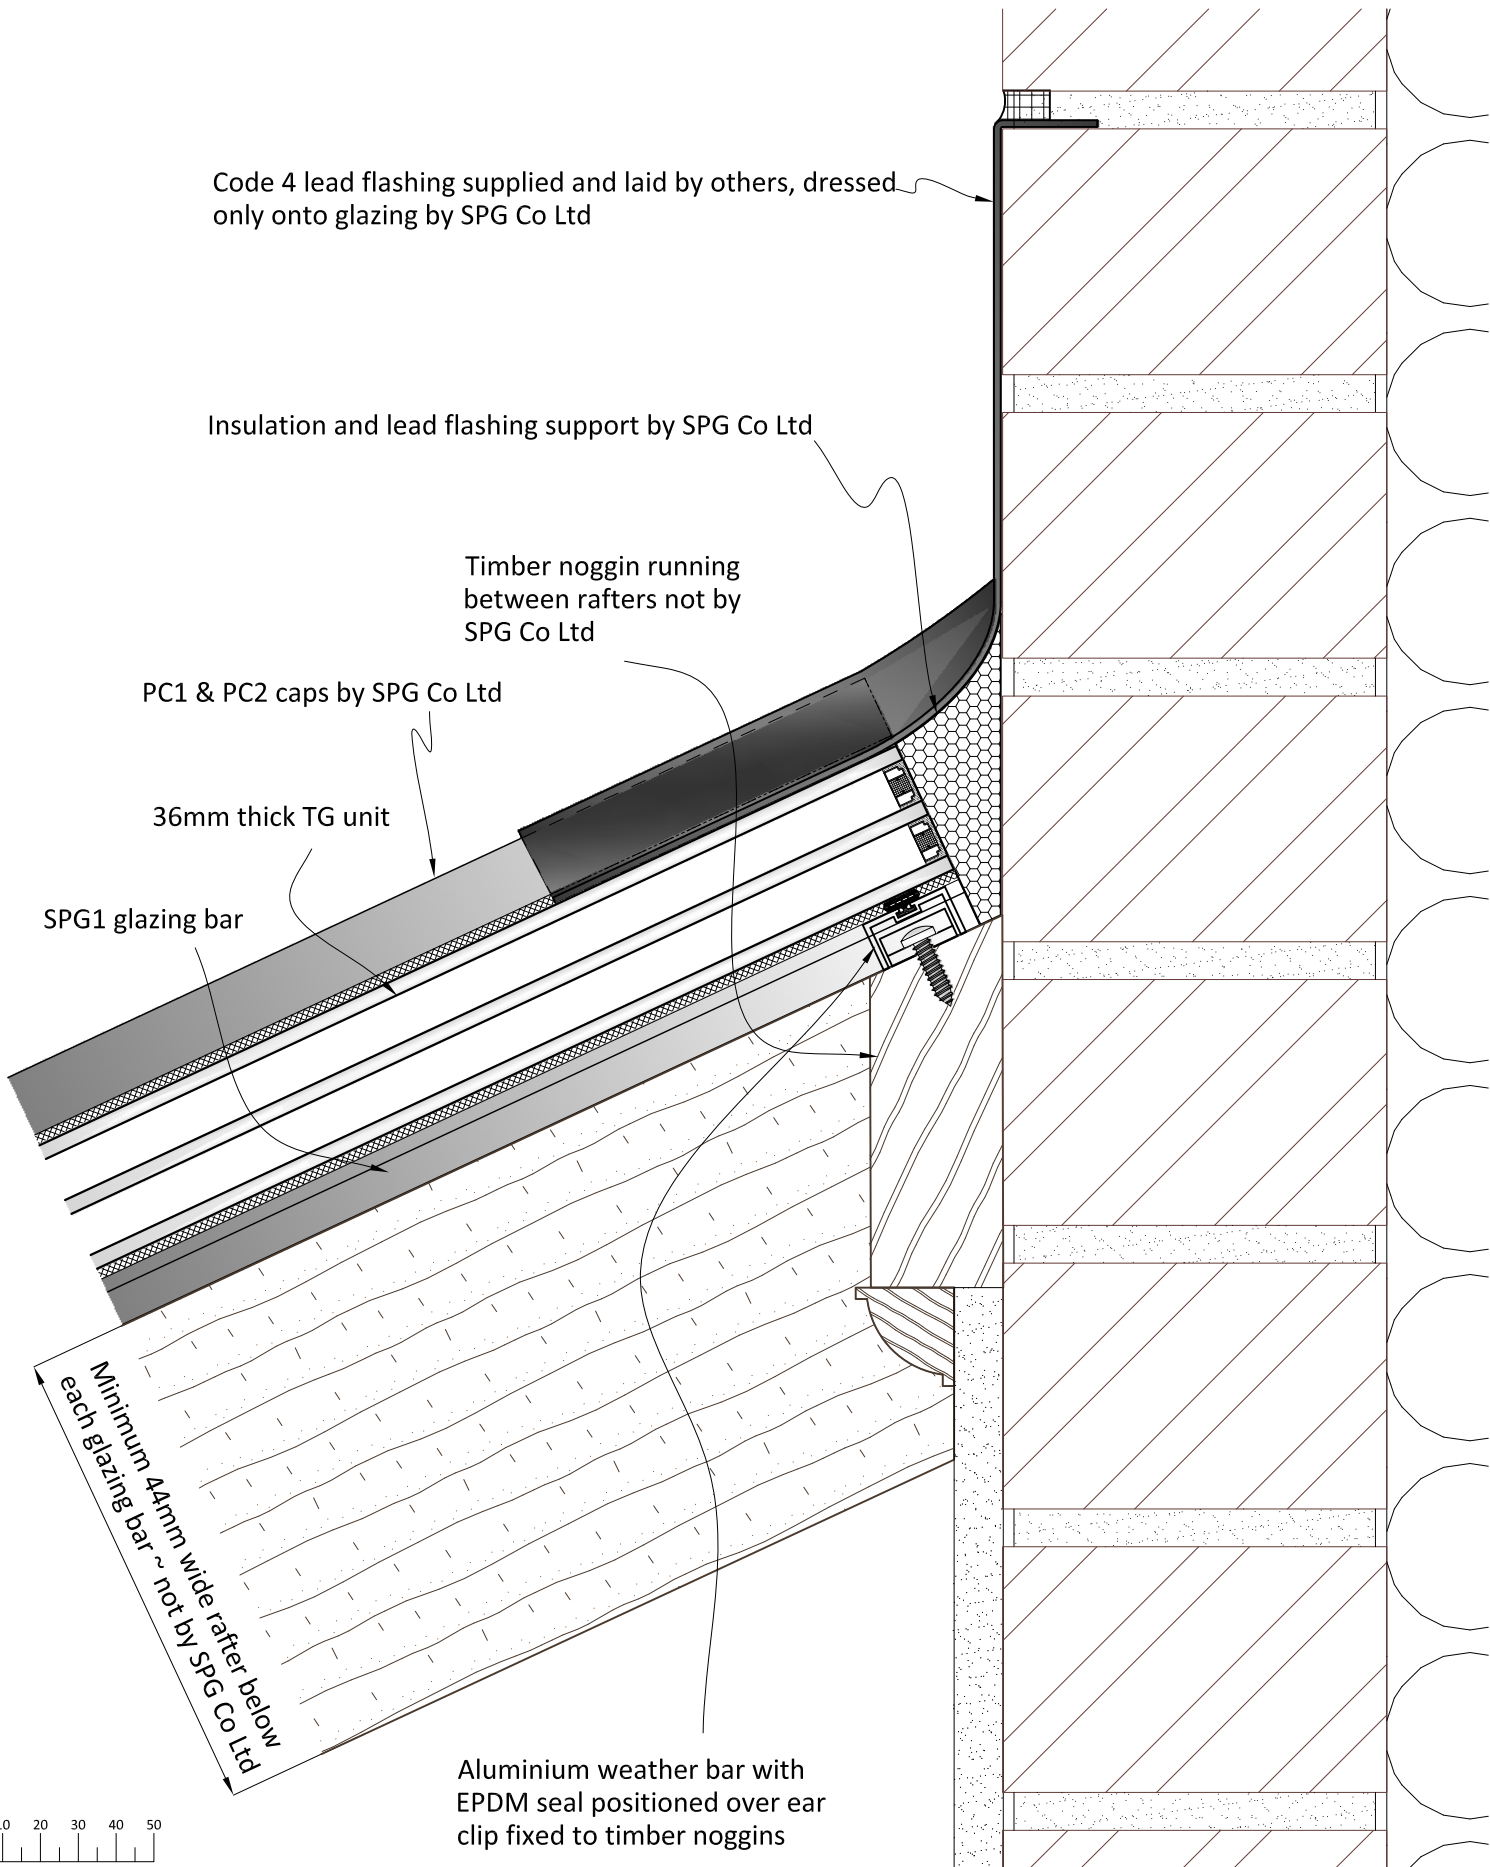 Code 4 lead flashing supplied and laid by others, dressed
only onto glazing by SPG Co Ltd
Insulation and lead flashing support by SPG Co Ltd
Timber noggin running
between rafters not by
SPG Co Ltd
PC1 & PC2 caps by SPG Co Ltd
36mm thick TG unit
SPG1 glazing bar
Minimum 44mm wide rafter below
each glazing bar ~ not by SPG Co Ltd
Aluminium weather bar with
EPDM seal positioned over ear
clip fixed to timber noggins
20 30 40 50